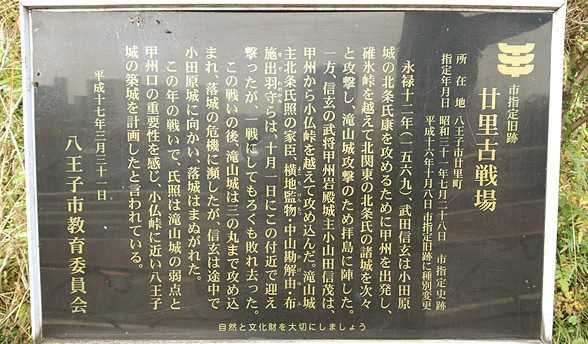 市指定旧跡
廿里古戦場
所在地 八王子市廿里町
指定年月日 昭和三十一年七月二十八日 市指定史跡
平成十六年十月八日市指定旧跡に種別変更
永禄十二年(一五六九)、武田信玄は小田原
城の北条氏康を攻めるために甲州を出発し、
碓氷峠を越えて北関東の北条氏の諸城を次々
と攻撃し、滝山城攻撃のため拝島に陣した。
一方、信玄の武将甲州岩殿城主小山田信茂は、
甲州から小仏峠を越えて攻め込んだ。滝山城
主北条氏照の家臣、横地監物・中山勘解由・布
施出羽守らは、十月一日にこの付近で迎え
撃ったが、一戦にしてもろくも敗れ去った。
この戦いの後、滝山城は三の丸まで攻め込
まれ、落城の危機に瀕したが、信玄は途中で
小田原城に向かい、落城はまぬがれた。
この年の戦いで、氏照は滝山城の弱点と
甲州口の重要性を感じ、小仏峠に近い八王子
城の築城を計画したと言われている。
平成十七年三月三十一日
八王子市教育委員会
自然と文化財を大切にしましょう